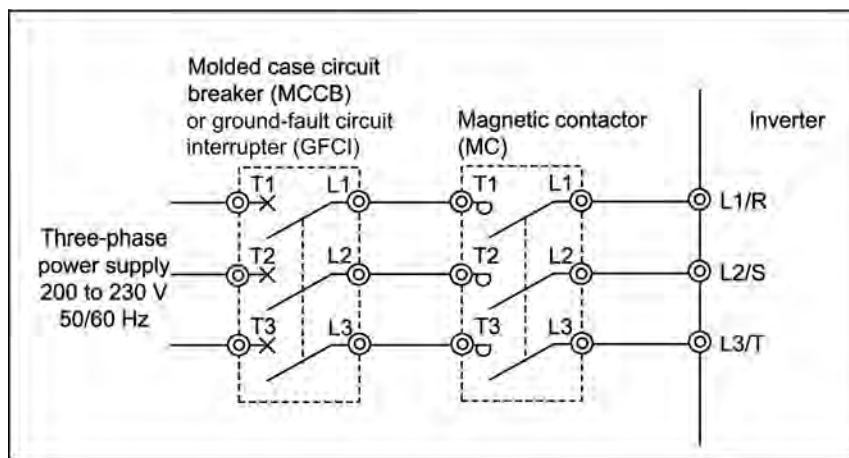 Molded case circuit
breaker (MCCB)
or ground-fault circuit
interrupter (GFCI)
Magnetic contactor
(MC)
Inverter
T1 L1 T1 L1 L1/R
Three-phase
power supply
200 to 230 V
50/60 Hz
T2 L2 T2 L2 L2/S
T3 L3 T3 L3 L3/T